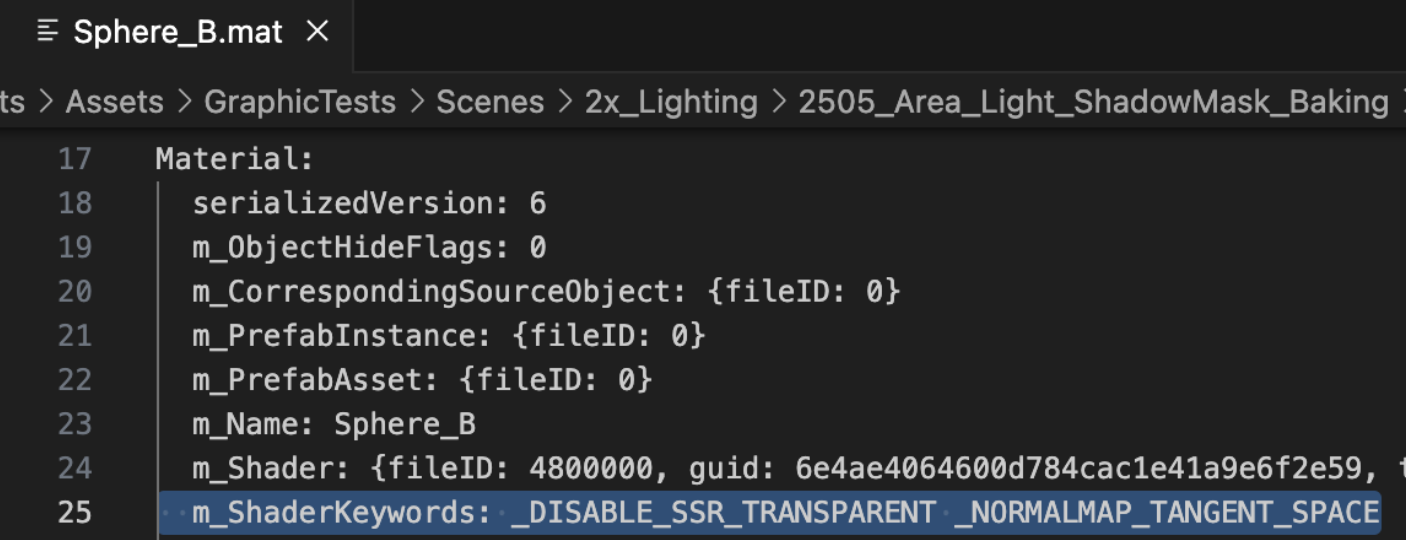 Sphere_B.mat
ts > Assets > GraphicTests > Scenes > 2x_Lighting > 2505_Area_Light_ShadowMask_Baking >
17 Material:
18 serializedVersion: 6
19 m_ObjectHideFlags: 0
20 m_CorrespondingSourceObject: {fileID: 0}
21 m_PrefabInstance: {fileID: 0}
22 m_PrefabAsset: {fileID: 0}
23 m_Name: Sphere_B
24 m_Shader: {fileID: 4800000, guid: 6e4ae4064600d784cac1e41a9e6f2e59, t
25 m_ShaderKeywords: _DISABLE_SSR_TRANSPARENT _NORMALMAP_TANGENT_SPACE